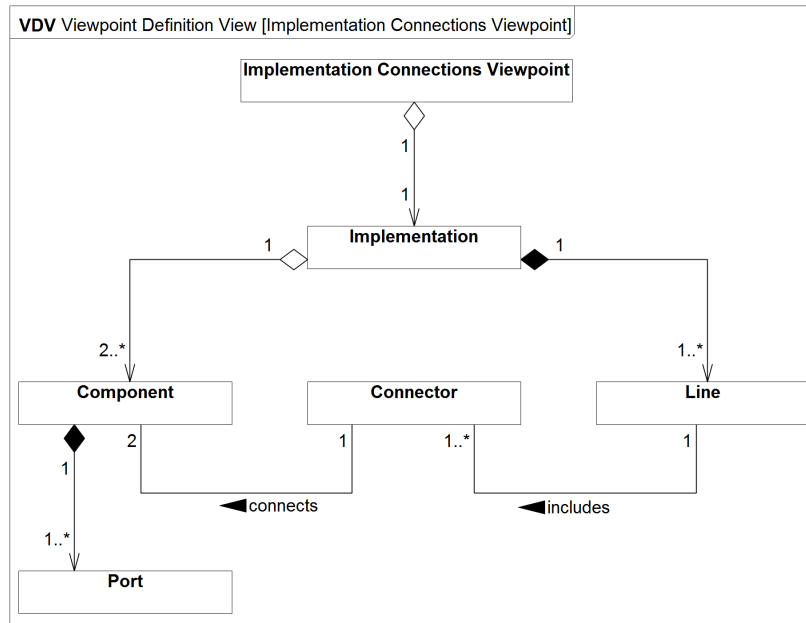 VDV Viewpoint Definition View [Implementation Connections Viewpoint]
Implementation Connections Viewpoint
1
1
Implementation
1
1
2..*
1..*
Component
Connector
Line
1
2
1
1..*
1
connects
includes
1..*
Port